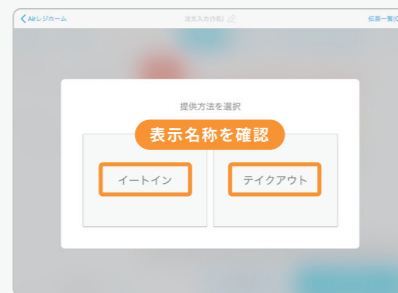 Airレジホーム
注文入力(1名)
伝票一覧(
提供方法を選択
表示名称を確認
イートイン
テイクアウト